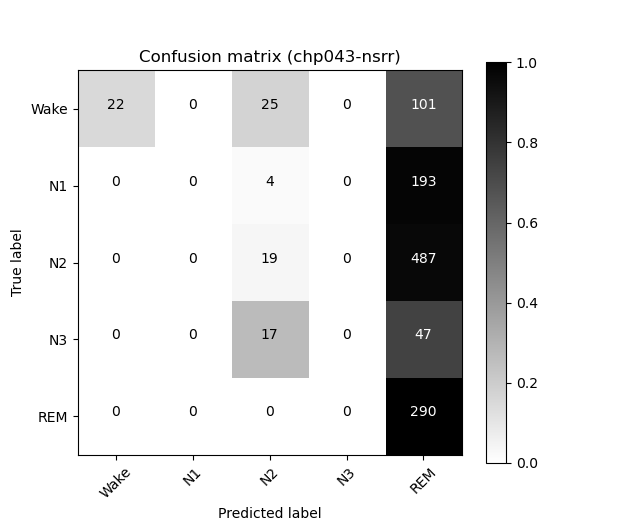 Confusion matrix (chp043-nsrr)
Wake 22 0 25 0 101
N1 0 0 4 0 193
N2 0 0 19 0 487
N3 0 0 17 0 47
REM 0 0 0 0 290
Wake N1 N2 N3 REM
Predicted label
True label
1.0
0.8
0.6
0.4
0.2
0.0